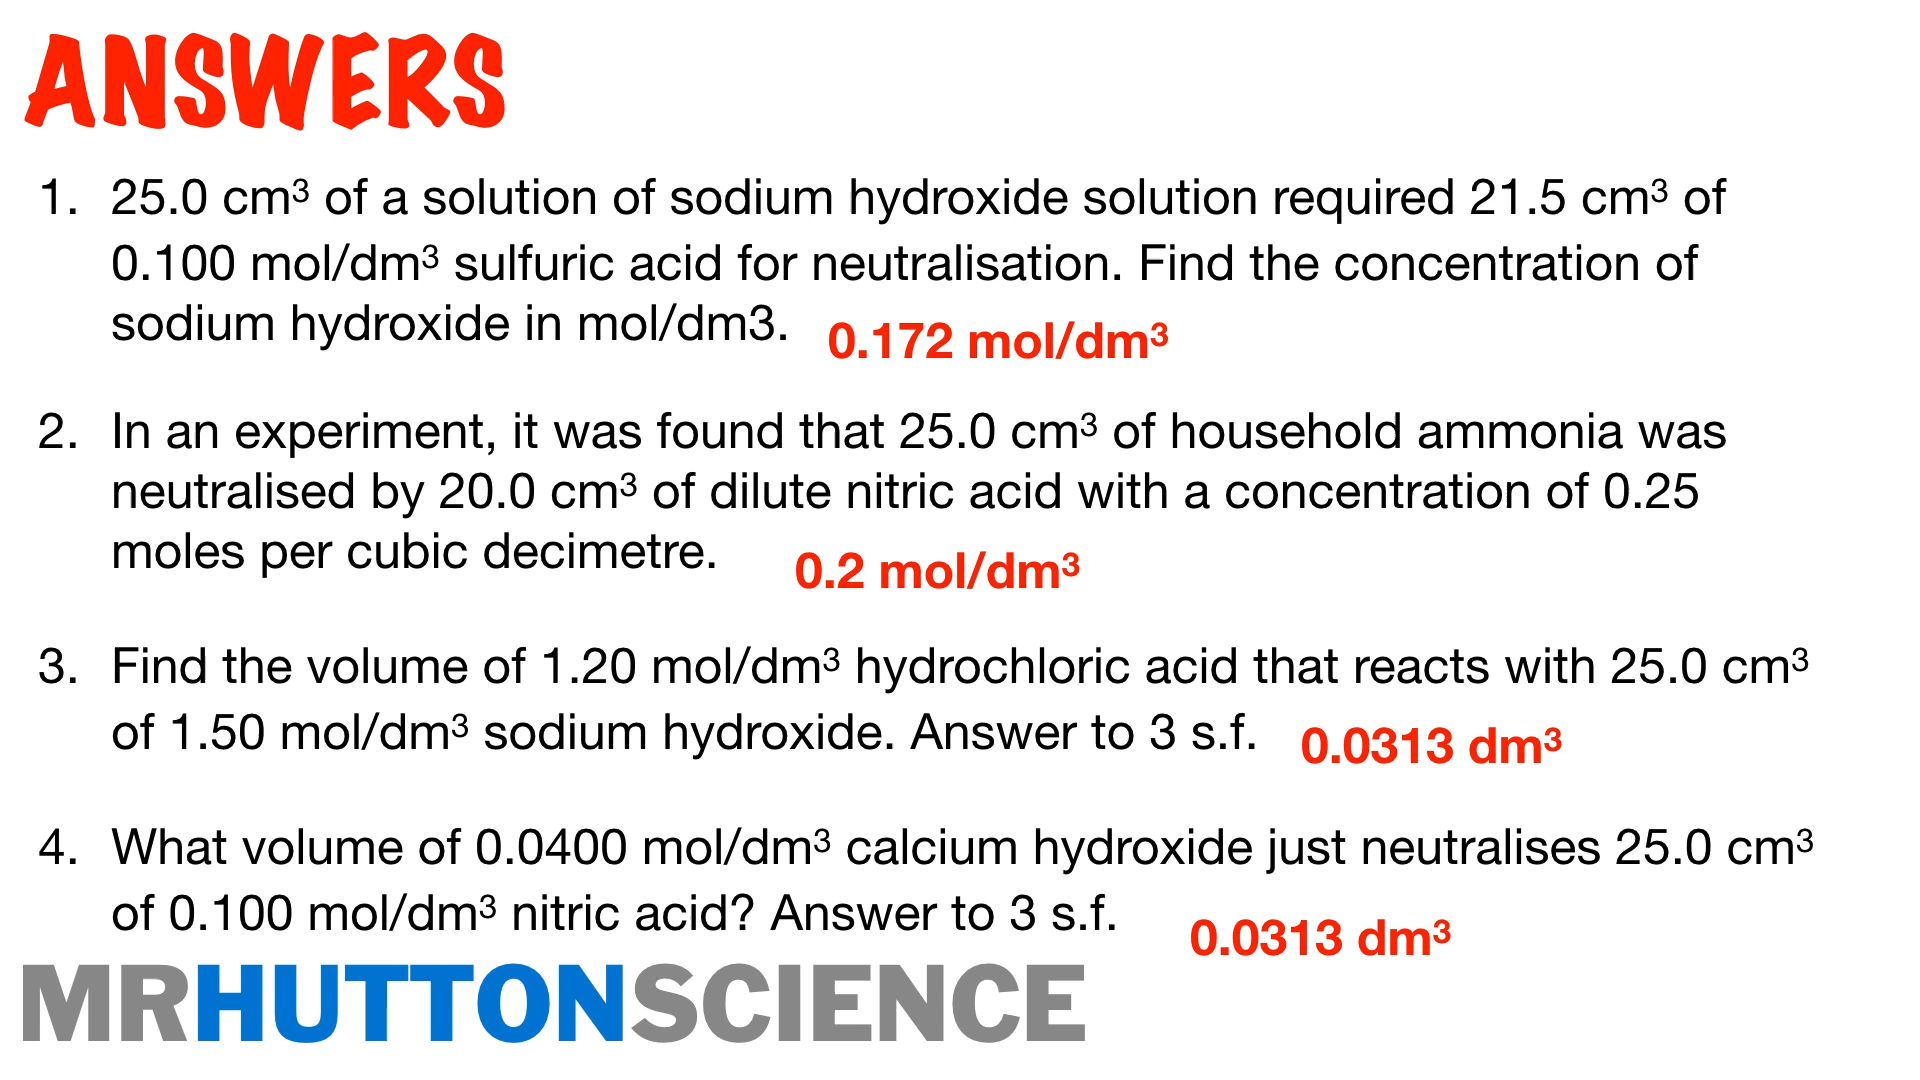 ANSWERS
1. 25.0 cm³ of a solution of sodium hydroxide solution required 21.5 cm³ of
0.100 mol/dm³ sulfuric acid for neutralisation. Find the concentration of
sodium hydroxide in mol/dm3. 0.172 mol/dm³
2. In an experiment, it was found that 25.0 cm³ of household ammonia was
neutralised by 20.0 cm³ of dilute nitric acid with a concentration of 0.25
moles per cubic decimetre. 0.2 mol/dm³
3. Find the volume of 1.20 mol/dm³ hydrochloric acid that reacts with 25.0 cm³
of 1.50 mol/dm³ sodium hydroxide. Answer to 3 s.f. 0.0313 dm³
4. What volume of 0.0400 mol/dm³ calcium hydroxide just neutralises 25.0 cm³
of 0.100 mol/dm³ nitric acid? Answer to 3 s.f. 0.0313 dm³
MRHUTTONSCIENCE